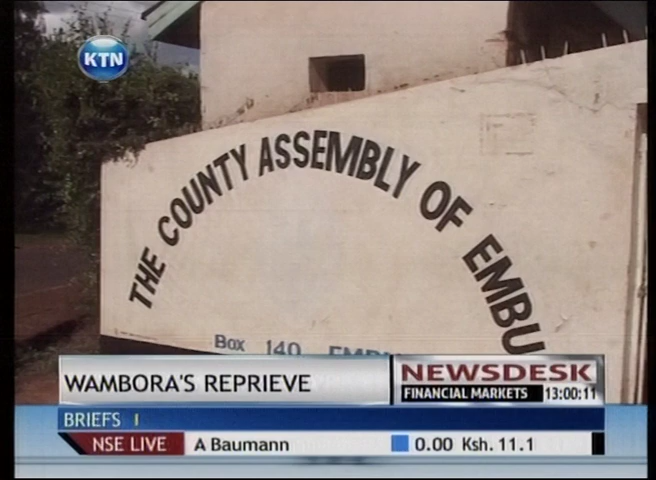 KTN
THE COUNTY ASSEMBLY OF EMBU
Box 140 EMBU
WAMBORA'S REPRIEVE
NEWSDESK
FINANCIAL MARKETS 13:00:11
BRIEFS
NSE LIVE A Baumann 0.00 Ksh. 11.1